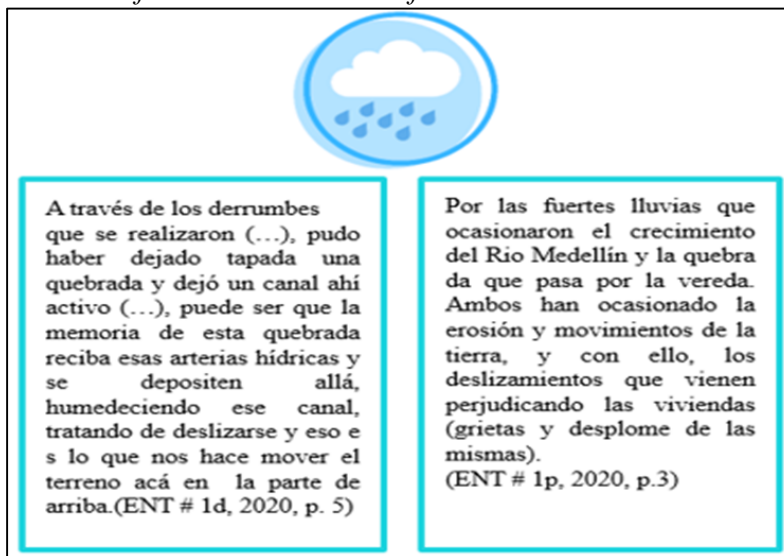 A través de los derrumbes
que se realizaron (...), pudo
haber dejado tapada una
quebrada y dejó un canal ahí
activo (...), puede ser que la
memoria de esta quebrada
reciba esas arterias hídricas y
se depositen allá,
humedeciendo ese canal,
tratando de deslizarse y eso e
s lo que nos hace mover el
terreno acá en la parte de
arriba.(ENT # 1d, 2020, p. 5)
Por las fuertes lluvias que
ocasionaron el crecimiento
del Rio Medellín y la quebra
da que pasa por la vereda.
Ambos han ocasionado la
erosión y movimientos de la
tierra, y con ello, los
deslizamientos que vienen
perjudicando las viviendas
(grietas y desplome de las
mismas).
(ENT # 1p, 2020, p.3)